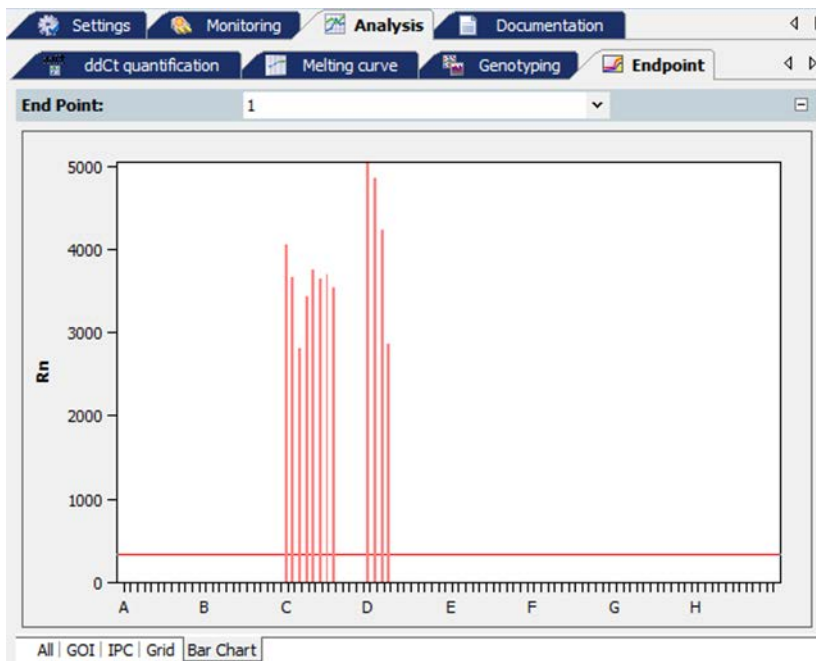 Settings Monitoring Analysis Documentation
ddCt quantification Melting curve Genotyping Endpoint
End Point: 1
5000
4000
3000
2000
1000
0
Rn
A B C D E F G H
All GOI IPC Grid Bar Chart